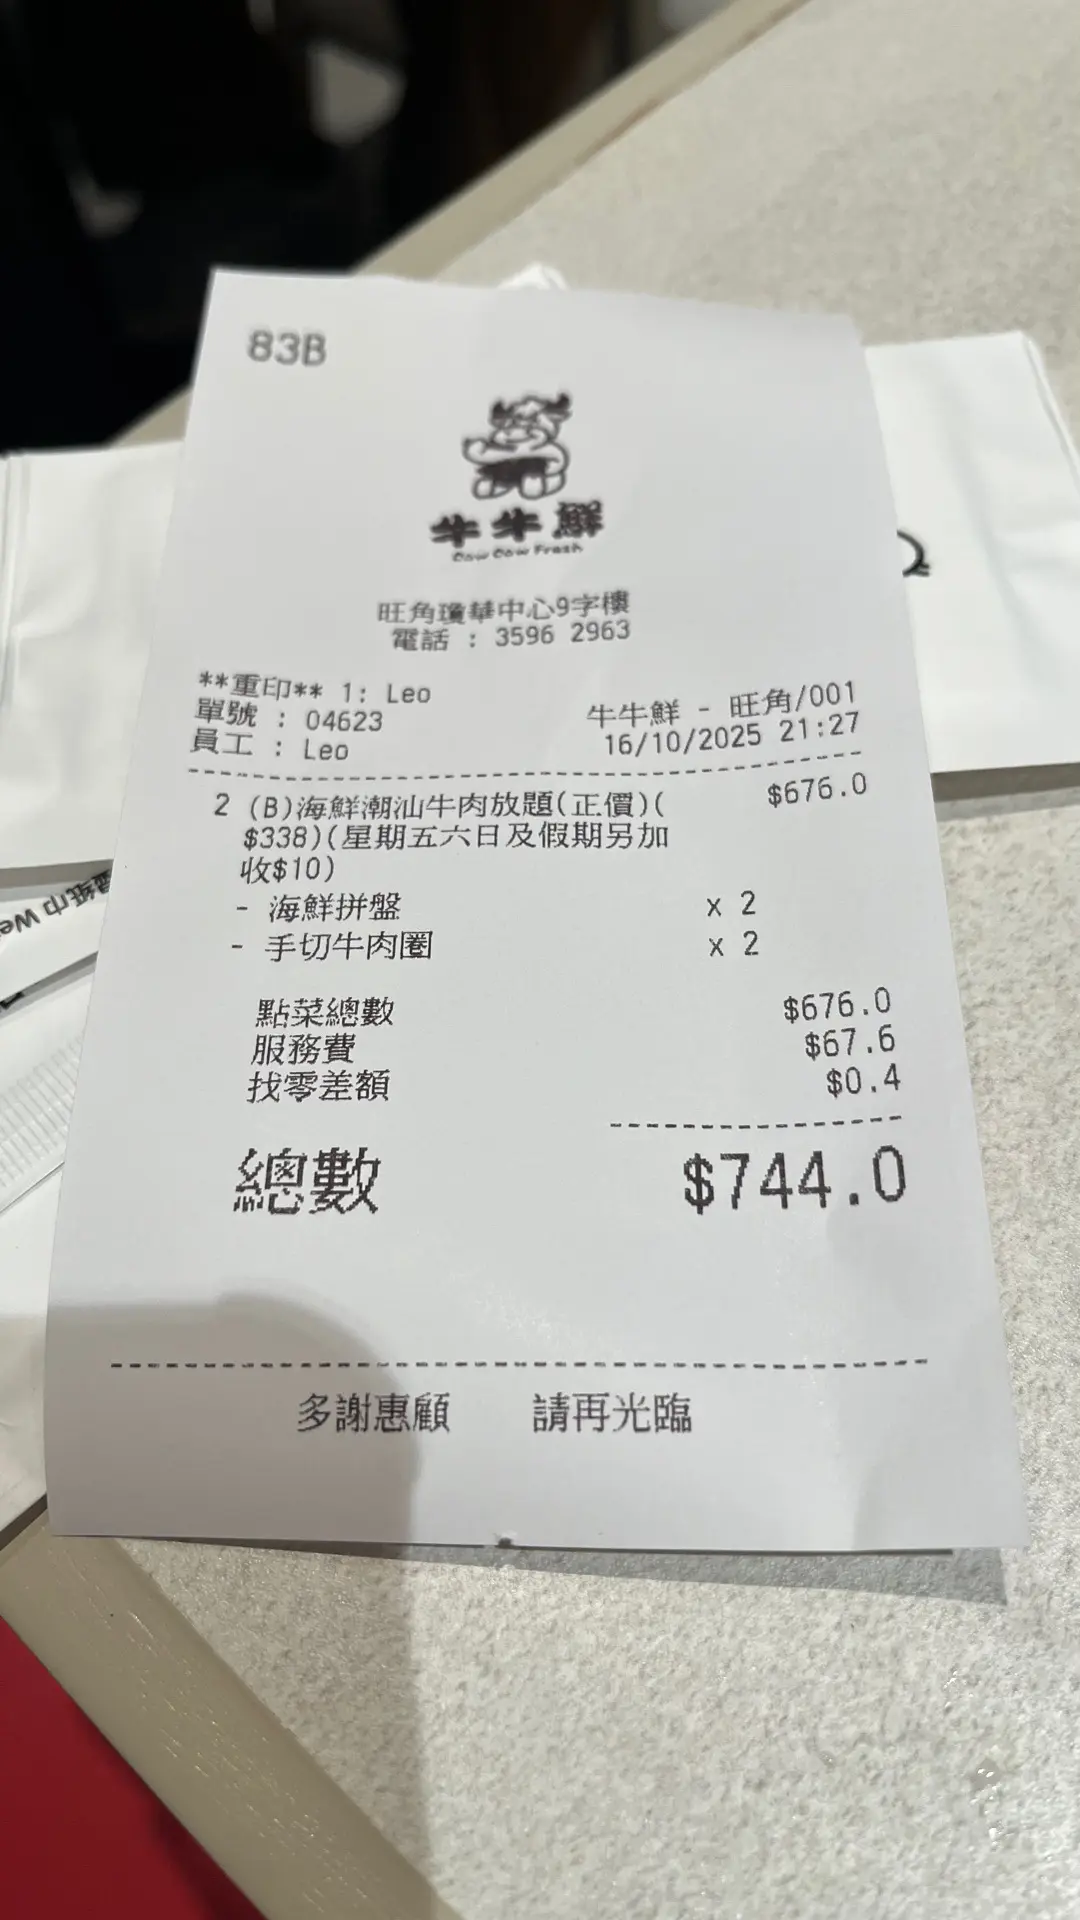 83B
牛牛鮮
Cow Cow Fresh
旺角瓊華中心9字樓
電話 : 3596 2963
**重印** 1: Leo
單號 : 04623
牛牛鮮 - 旺角/001
員工 : Leo
16/10/2025 21:27
2 (B)海鮮潮汕牛肉放題(正價)( $676.0
$338)(星期五六日及假期另加
收$10)
- 海鮮拼盤 x 2
- 手切牛肉圈 x 2
點菜總數 $676.0
服務費 $67.6
找零差額 $0.4
總數 $744.0
多謝惠顧 請再光臨